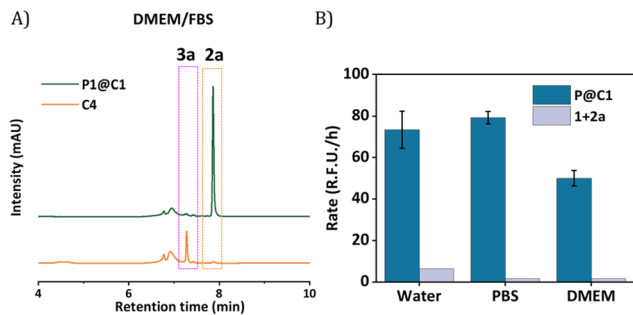 A)
DMEM/FBS
3a 2a
P1@C1
C4
Intensity (mAU)
4 6 8 10
Retention time (min)
B)
100
80
60
40
20
0
Rate (R.F.U./h)
P@C1
1+2a
Water PBS DMEM